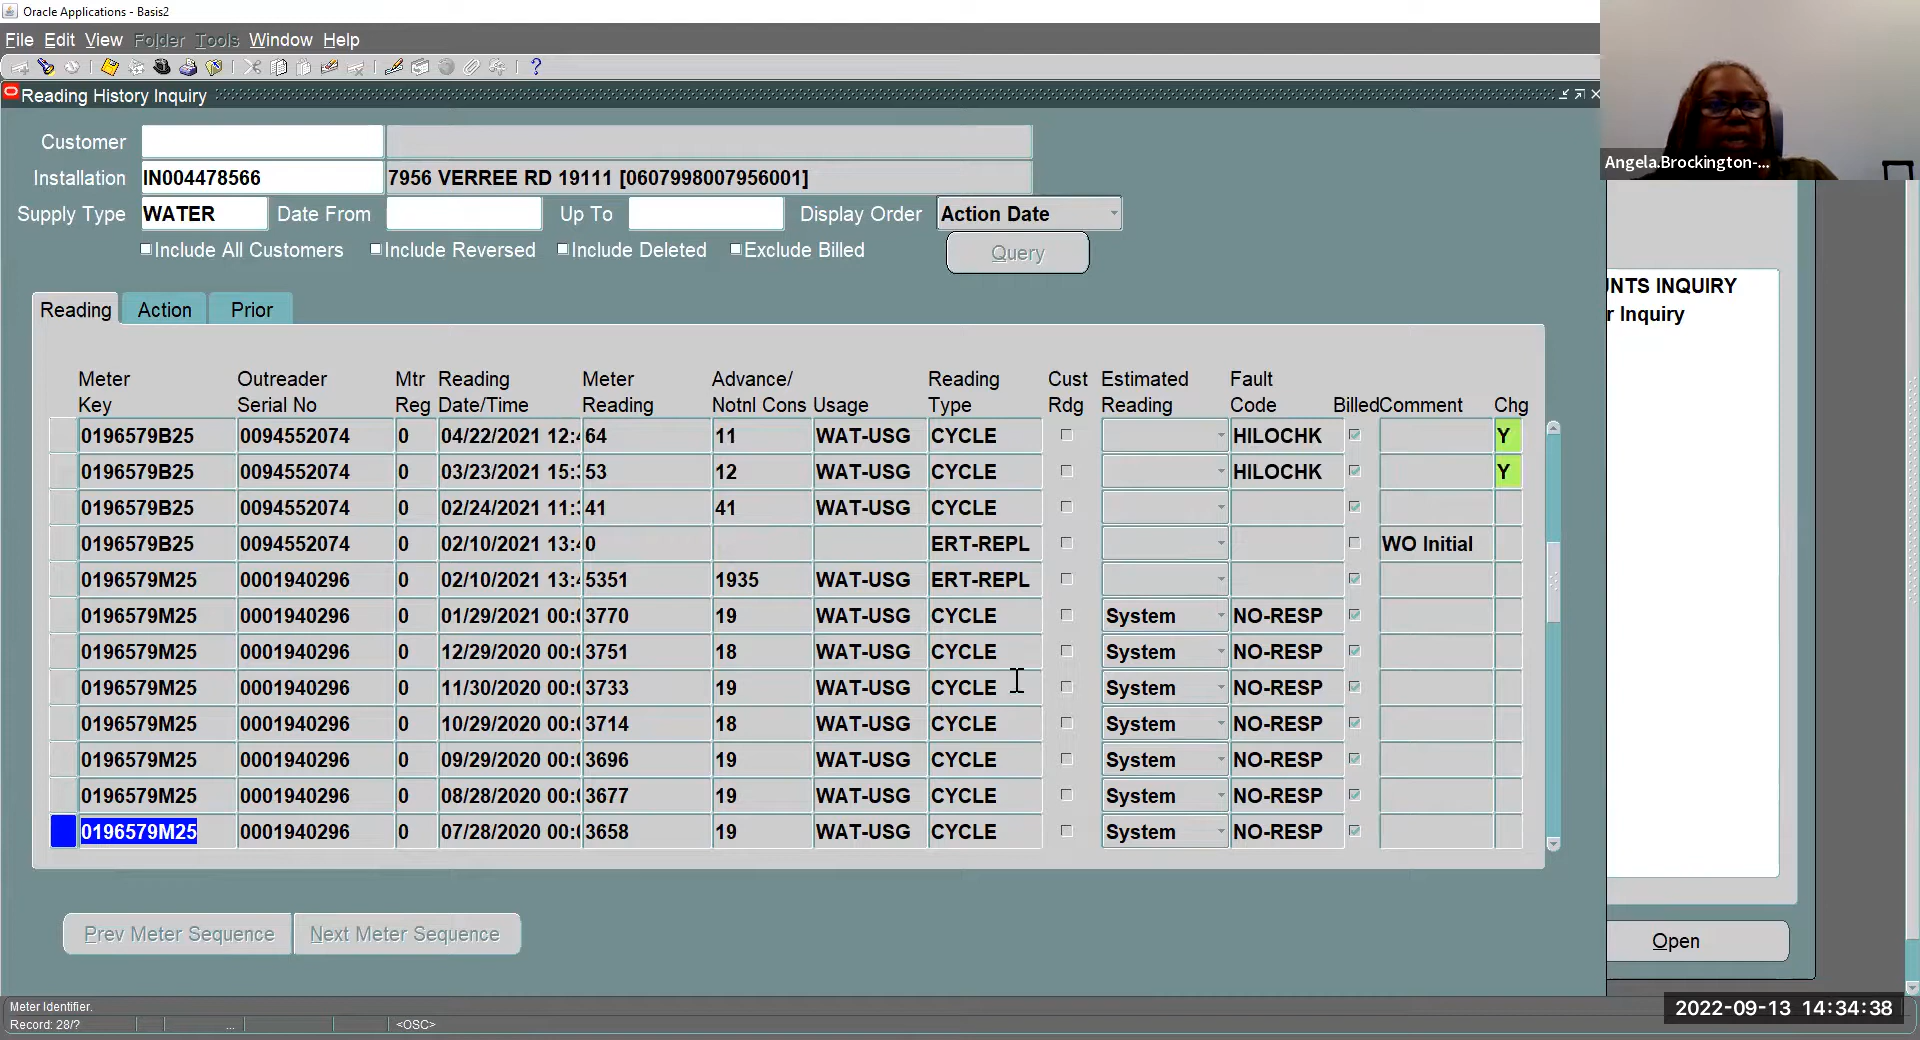 Oracle Applications - Basis2
File Edit View Folder Tools Window Help
Reading History Inquiry
Customer
Installation IN004478566 7956 VERREE RD 19111 [0607998007956001]
Supply Type WATER Date From Up To Display Order Action Date
Include All Customers Include Reversed Include Deleted Exclude Billed Query
Reading Action Prior
Meter Outreader Mtr Reading Meter Advance/ Reading Cust Estimated Fault
Key Serial No Reg Date/Time Reading Notnl Cons Usage Type Rdg Reading Code Billed Comment Chg
0196579B25 0094552074 0 04/22/2021 12:4 64 11 WAT-USG CYCLE HILOCHK Y
0196579B25 0094552074 0 03/23/2021 15: 53 12 WAT-USG CYCLE HILOCHK Y
0196579B25 0094552074 0 02/24/2021 11: 41 41 WAT-USG CYCLE
0196579B25 0094552074 0 02/10/2021 13:4 0 ERT-REPL WO Initial
0196579M25 0001940296 0 02/10/2021 13:4 5351 1935 WAT-USG ERT-REPL
0196579M25 0001940296 0 01/29/2021 00:0 3770 19 WAT-USG CYCLE System NO-RESP
0196579M25 0001940296 0 12/29/2020 00:0 3751 18 WAT-USG CYCLE System NO-RESP
0196579M25 0001940296 0 11/30/2020 00:0 3733 19 WAT-USG CYCLE System NO-RESP
0196579M25 0001940296 0 10/29/2020 00:0 3714 18 WAT-USG CYCLE System NO-RESP
0196579M25 0001940296 0 09/29/2020 00:0 3696 19 WAT-USG CYCLE System NO-RESP
0196579M25 0001940296 0 08/28/2020 00:0 3677 19 WAT-USG CYCLE System NO-RESP
0196579M25 0001940296 0 07/28/2020 00:0 3658 19 WAT-USG CYCLE System NO-RESP
Prev Meter Sequence Next Meter Sequence
Meter Identifier.
Record: 28/? ... <OSC>
Angela.Brockington-...
UNTS INQUIRY
r Inquiry
Open
2022-09-13 14:34:38